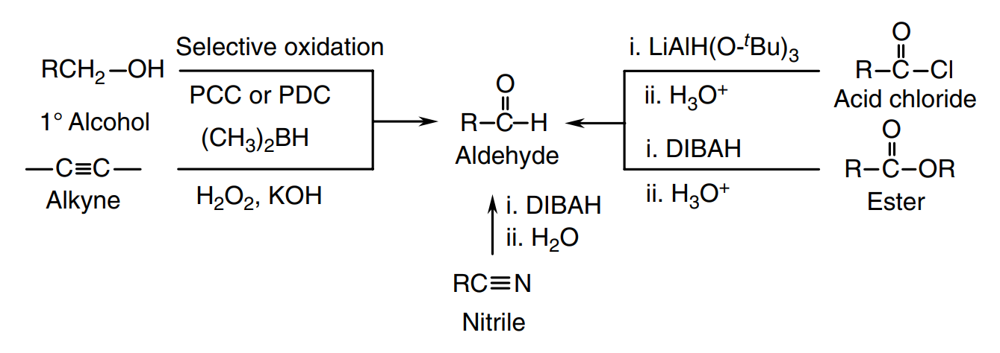 Selective oxidation
RCH₂–OH
PCC or PDC
1° Alcohol
(CH₃)₂BH
—C≡C—
Alkyne
H₂O₂, KOH
O
R–C–H
Aldehyde
i. DIBAH
ii. H₂O
RC≡N
Nitrile
i. LiAlH(O-ᵗBu)₃
ii. H₃O⁺
O
R–C–Cl
Acid chloride
i. DIBAH
ii. H₃O⁺
O
R–C–OR
Ester